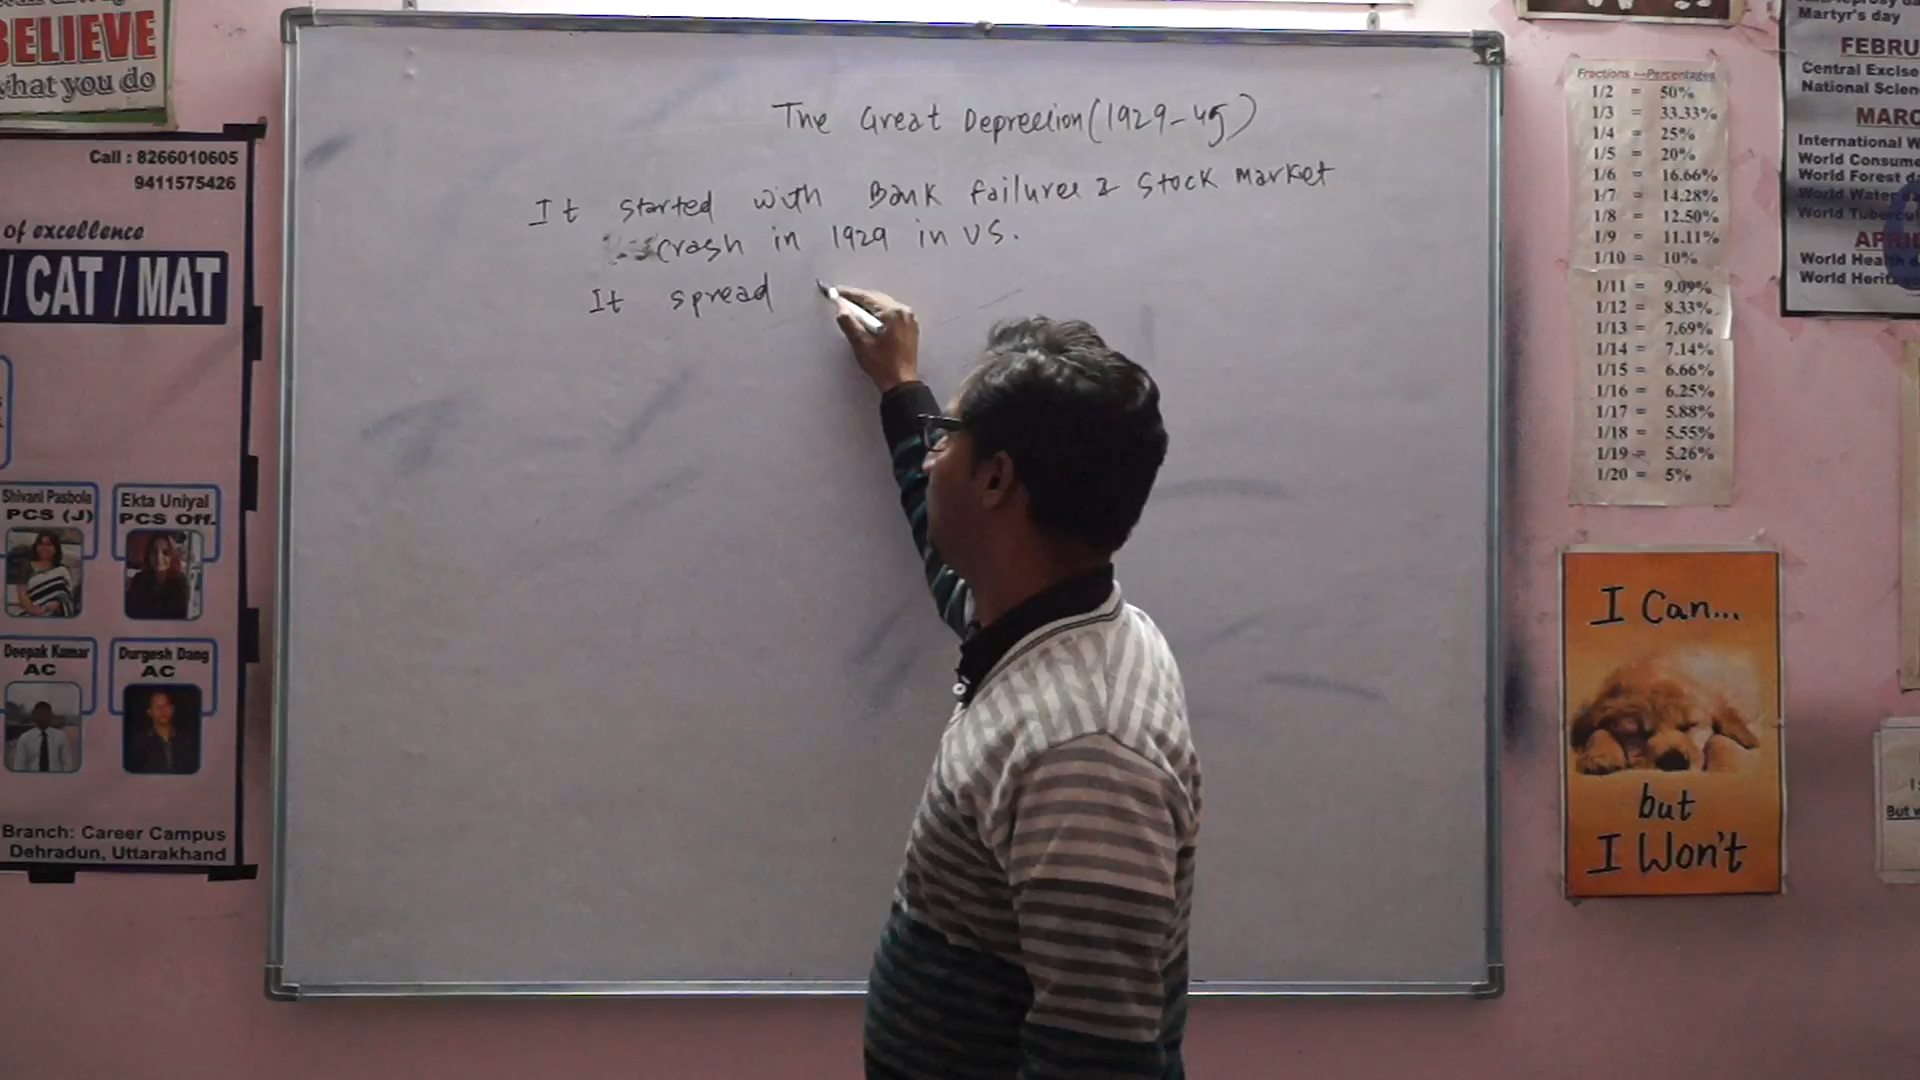 BELIEVE
what you do
Call : 8266010605
9411575426
of excellence
/ CAT / MAT
Shivani Pasbola
PCS (J)
Ekta Uniyal
PCS Off.
Deepak Kumar
AC
Durgesh Dang
AC
Branch: Career Campus
Dehradun, Uttarakhand
The Great Depression (1929-45)
It started with Bank failures & Stock Market
crash in 1929 in US.
It spread
Fractions Percentages
1/2 = 50%
1/3 = 33.33%
1/4 = 25%
1/5 = 20%
1/6 = 16.66%
1/7 = 14.28%
1/8 = 12.50%
1/9 = 11.11%
1/10 = 10%
1/11 = 9.09%
1/12 = 8.33%
1/13 = 7.69%
1/14 = 7.14%
1/15 = 6.66%
1/16 = 6.25%
1/17 = 5.88%
1/18 = 5.55%
1/19 = 5.26%
1/20 = 5%
Martyr's day
FEBRU
Central Excise
National Scien
MARC
International W
World Consume
World Forest da
World Water da
World Tubercul
APRI
World Heal
World Herit
I Can...
but
I Won't
But w